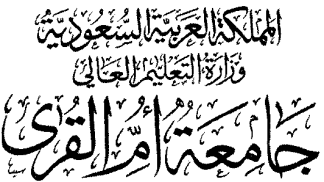 المملكة العربية السعودية
وزارة التعليم العالي
جامعة أم القرى